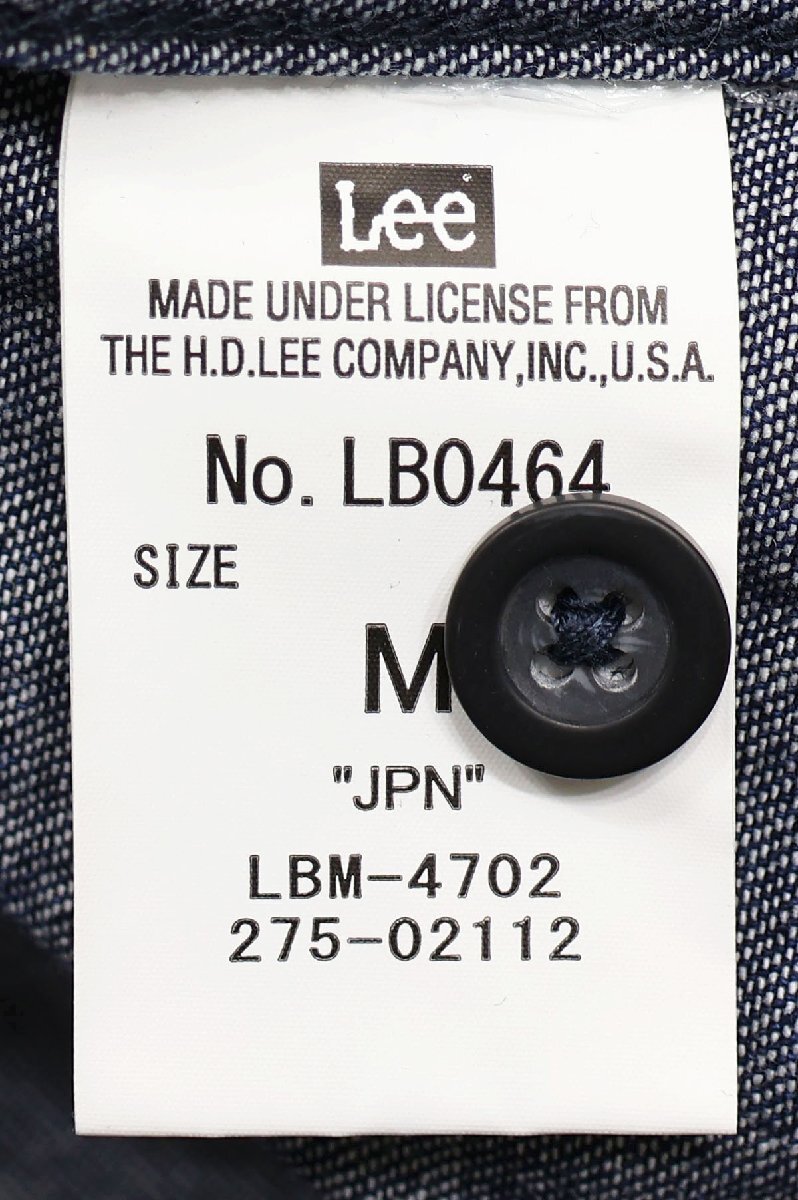 Lee
MADE UNDER LICENSE FROM
THE H.D.LEE COMPANY,INC.,U.S.A.
No. LB0464
SIZE
M
"JPN"
LBM-4702
275-02112